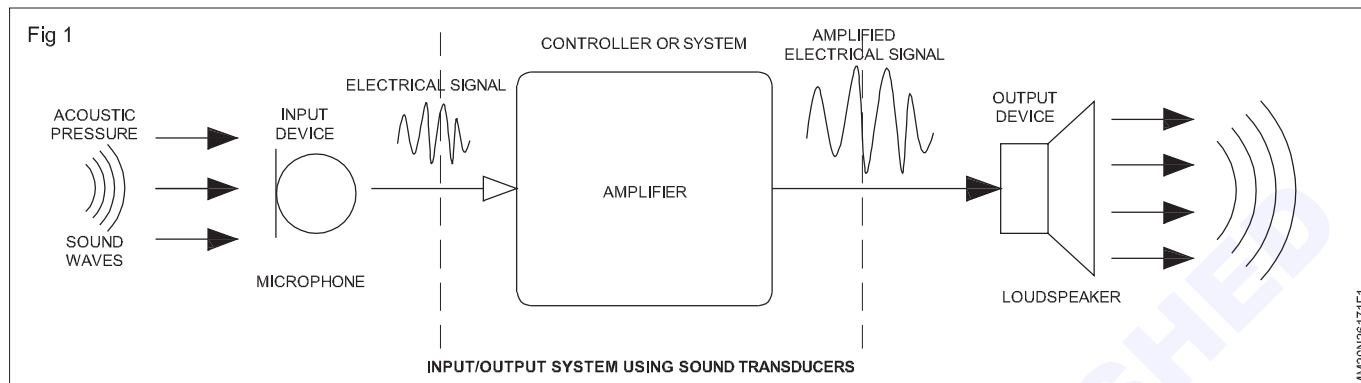 Fig 1
CONTROLLER OR SYSTEM
AMPLIFIED
ELECTRICAL SIGNAL
ELECTRICAL SIGNAL
ACOUSTIC
PRESSURE
INPUT
DEVICE
OUTPUT
DEVICE
AMPLIFIER
SOUND
WAVES
MICROPHONE
LOUDSPEAKER
INPUT/OUTPUT SYSTEM USING SOUND TRANSDUCERS
SHED